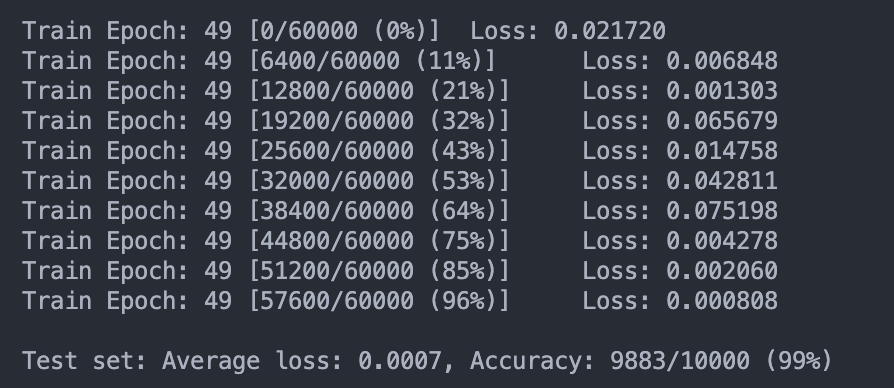 Train Epoch: 49 [0/60000 (0%)]  Loss: 0.021720
Train Epoch: 49 [6400/60000 (11%)]      Loss: 0.006848
Train Epoch: 49 [12800/60000 (21%)]     Loss: 0.001303
Train Epoch: 49 [19200/60000 (32%)]     Loss: 0.065679
Train Epoch: 49 [25600/60000 (43%)]     Loss: 0.014758
Train Epoch: 49 [32000/60000 (53%)]     Loss: 0.042811
Train Epoch: 49 [38400/60000 (64%)]     Loss: 0.075198
Train Epoch: 49 [44800/60000 (75%)]     Loss: 0.004278
Train Epoch: 49 [51200/60000 (85%)]     Loss: 0.002060
Train Epoch: 49 [57600/60000 (96%)]     Loss: 0.000808
Test set: Average loss: 0.0007, Accuracy: 9883/10000 (99%)